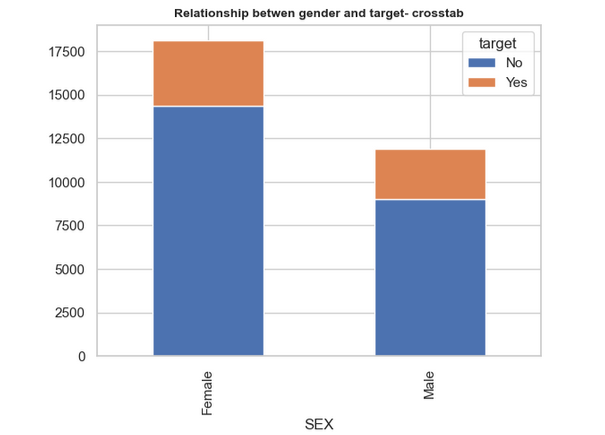 Relationship betwen gender and target- crosstab
target
No
Yes
17500
15000
12500
10000
7500
5000
2500
0
Female
Male
SEX